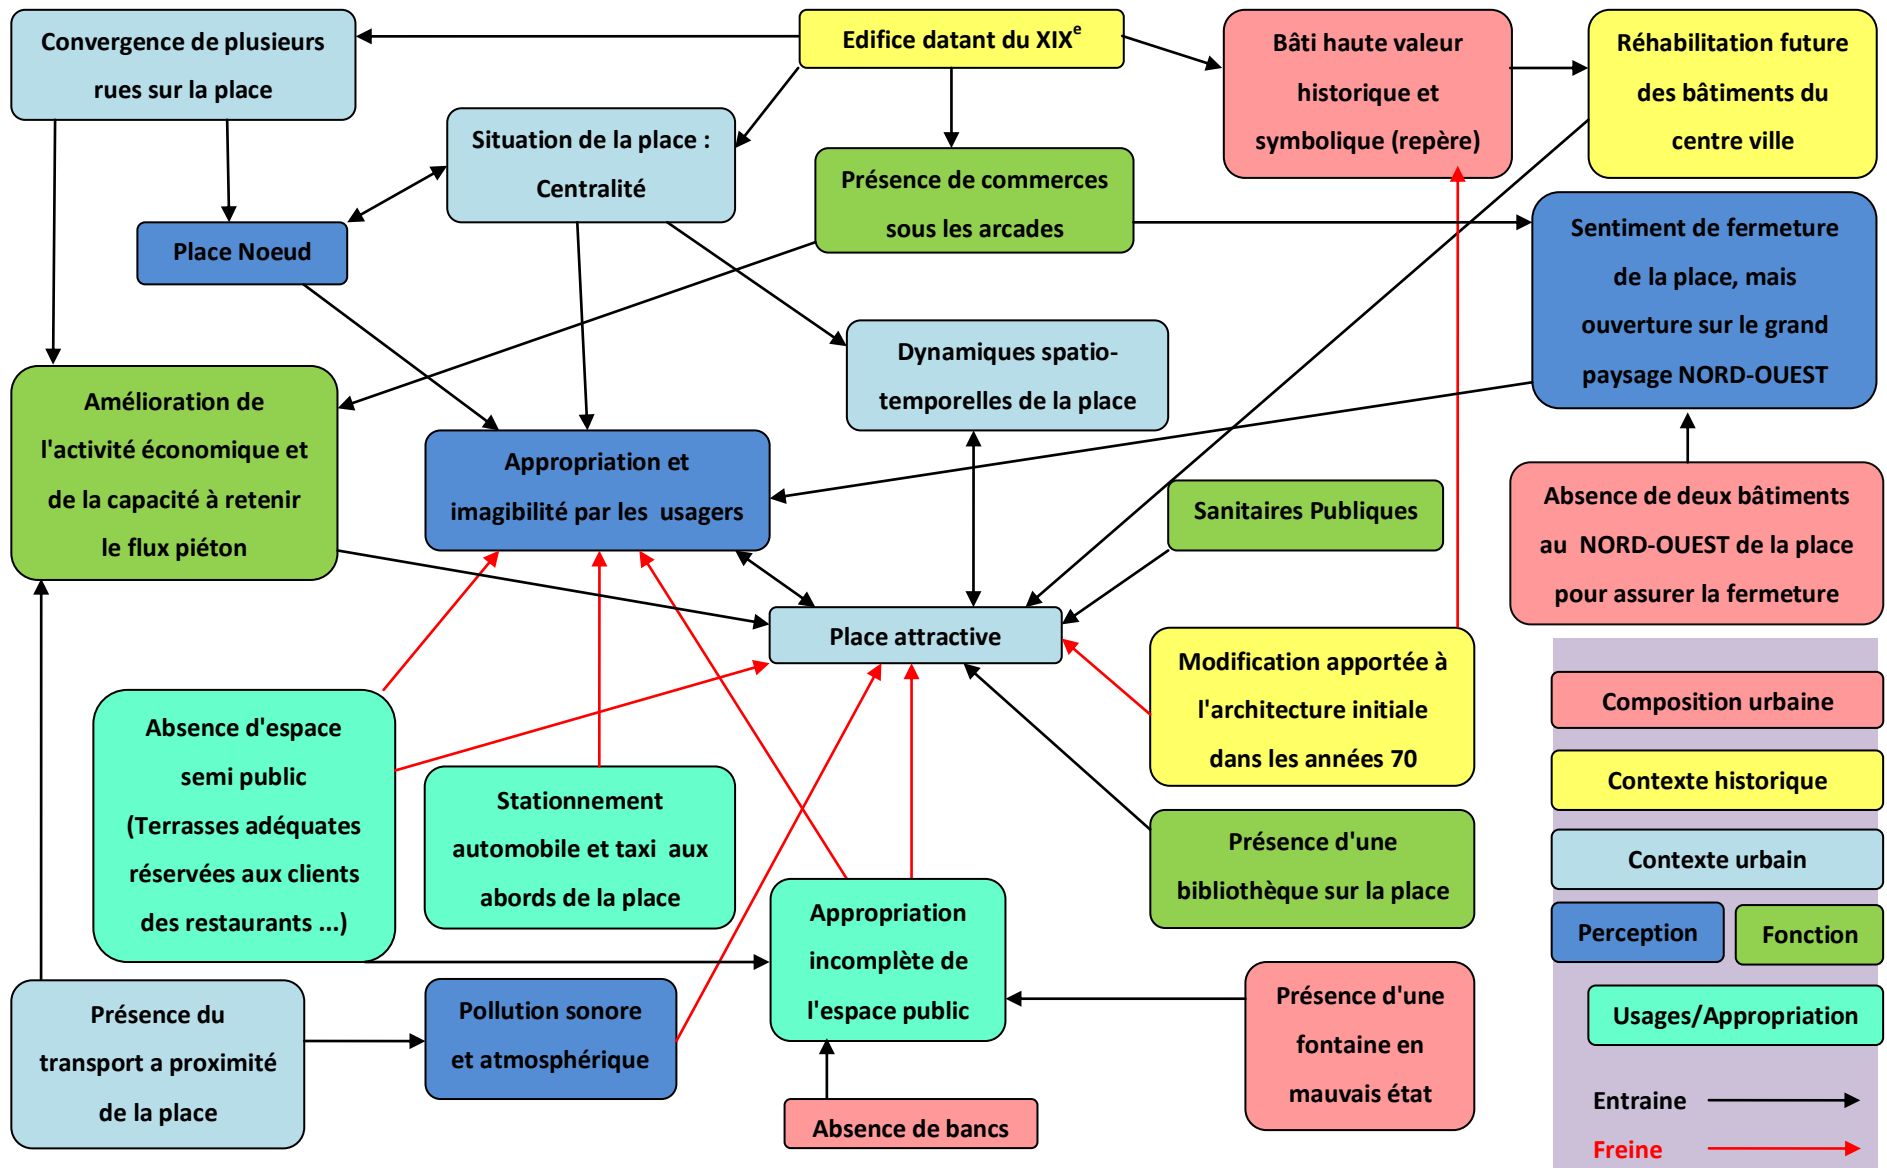 Convergence de plusieurs
rues sur la place
Edifice datant du XIXe
Bâti haute valeur
historique et
symbolique (repère)
Réhabilitation future
des bâtiments du
centre ville
Situation de la place :
Centralité
Présence de commerces
sous les arcades
Place Noeud
Sentiment de fermeture
de la place, mais
ouverture sur le grand
paysage NORD-OUEST
Dynamiques spatio-
temporelles de la place
Amélioration de
l'activité économique et
de la capacité à retenir
le flux piéton
Appropriation et
imagibilité par les usagers
Sanitaires Publiques
Absence de deux bâtiments
au NORD-OUEST de la place
pour assurer la fermeture
Place attractive
Modification apportée à
l'architecture initiale
dans les années 70
Absence d'espace
semi public
(Terrasses adéquates
réservées aux clients
des restaurants ...)
Stationnement
automobile et taxi aux
abords de la place
Présence d'une
bibliothèque sur la place
Appropriation
incomplète de
l'espace public
Présence du
transport a proximité
de la place
Pollution sonore
et atmosphérique
Présence d'une
fontaine en
mauvais état
Absence de bancs
Composition urbaine
Contexte historique
Contexte urbain
Perception
Fonction
Usages/Appropriation
Entraine
Freine